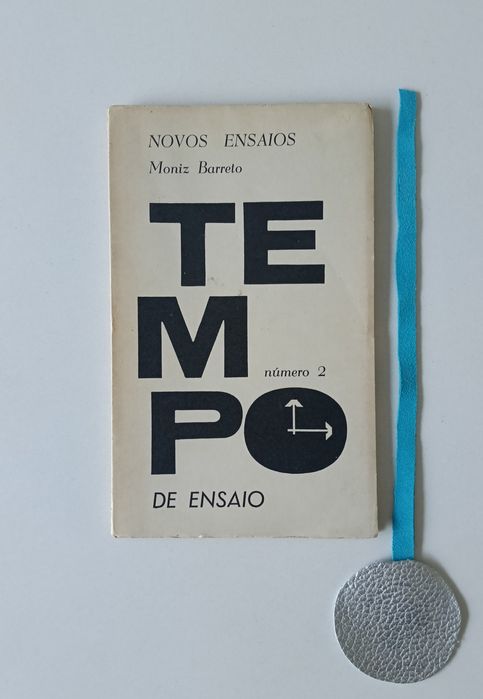 NOVOS ENSAIOS
Moniz Barreto
TE
M
número 2
PO
DE ENSAIO